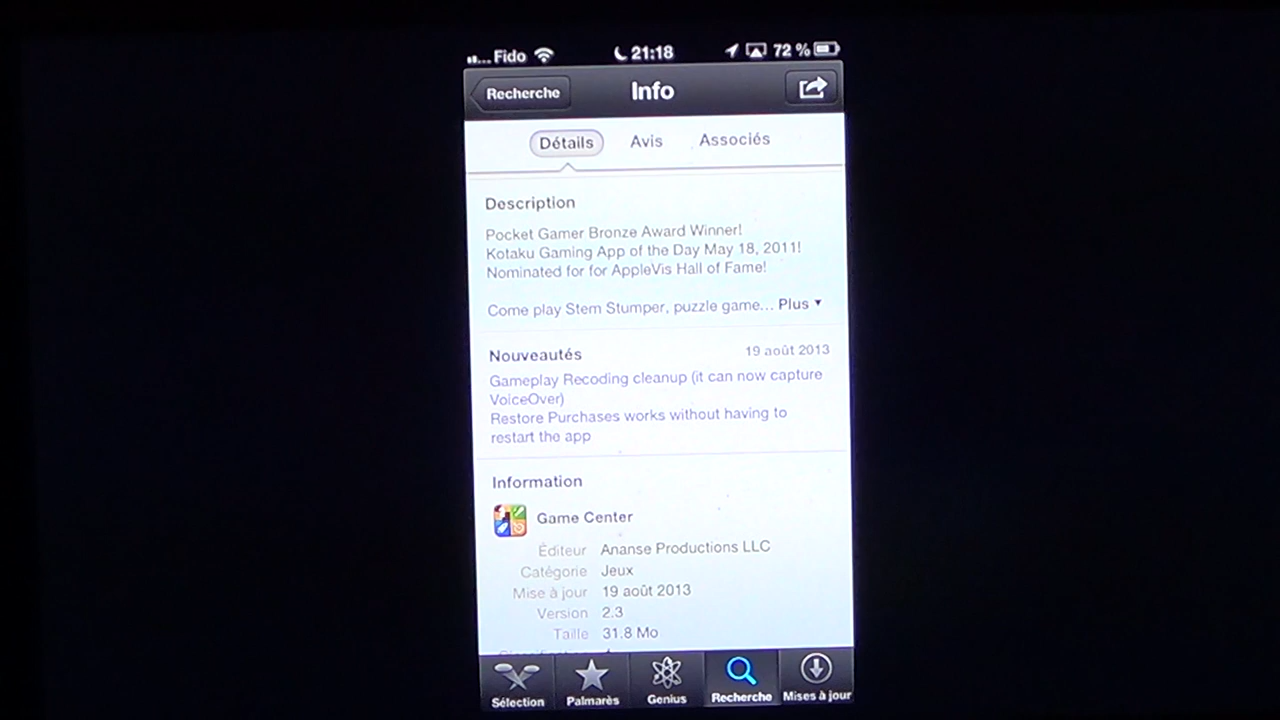 Fido 21:18 72 %
Recherche Info
Détails Avis Associés
Description
Pocket Gamer Bronze Award Winner!
Kotaku Gaming App of the Day May 18, 2011!
Nominated for for AppleVis Hall of Fame!
Come play Stem Stumper, puzzle game... Plus ▾
Nouveautés 19 août 2013
Gameplay Recoding cleanup (it can now capture
VoiceOver)
Restore Purchases works without having to
restart the app
Information
Game Center
Éditeur Ananse Productions LLC
Catégorie Jeux
Mise à jour 19 août 2013
Version 2.3
Taille 31.8 Mo
Sélection Palmarès Genius Recherche Mises à jour